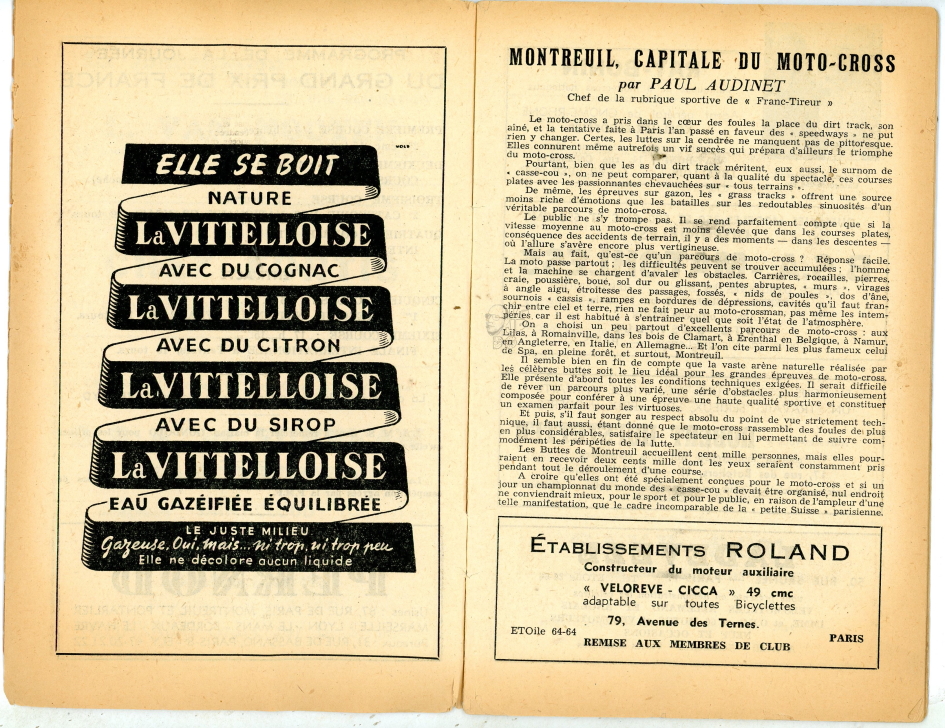 ELLE SE BOIT
NATURE
LA VITTELLOISE
AVEC DU COGNAC
LA VITTELLOISE
AVEC DU CITRON
LA VITTELLOISE
AVEC DU SIROP
LA VITTELLOISE
EAU GAZÉIFIÉE ÉQUILIBRÉE
LE JUSTE MILIEU
Gazeuse. Oui, mais... ni trop, ni trop peu
Elle ne décolore aucun liquide
MONTREUIL, CAPITALE DU MOTO-CROSS
par PAUL AUDINET
Chef de la rubrique sportive de « Franc-Tireur »
Le moto-cross a pris dans le cœur des foules la place du dirt track, son
ainé, et la tentative faite à Paris l'an passé en faveur des « speedways » ne put
rien y changer. Certes, les luttes sur la cendrée ne manquent pas de pittoresque.
Elles connurent même autrefois un vif succès qui prépara d'ailleurs le triomphe
du moto-cross.
Pourtant, bien que les as du dirt track méritent, eux aussi, le surnom de
« casse-cou », on ne peut comparer, quant à la qualité du spectacle, ces courses
plates avec les passionnantes chevauchées sur « tous terrains ».
De même, les épreuves sur gazon, les « grass tracks » offrent une source
moins riche d'émotions que les batailles sur les redoutables sinuosités d'un
véritable parcours de moto-cross.
Le public ne s'y trompe pas. Il se rend parfaitement compte que si la
vitesse moyenne au moto-cross est moins élevée que dans les courses plates,
conséquence des accidents de terrain, il y a des moments — dans les descentes —
où l'allure s'avère encore plus vertigineuse.
Mais au fait, qu'est-ce qu'un parcours de moto-cross ? Réponse facile.
La moto passe partout ; les difficultés peuvent se trouver accumulées ; l'homme
et la machine se chargent d'avaler les obstacles. Carrières, rocailles, pierres,
craie, poussière, boue, sol dur ou glissant, pentes abruptes, « murs », virages
à angle aigu, étroitesse des passages, fossés, « nids de poules », dos d'âne,
sournois « cassis », rampes en bordures de dépressions, cavités qu'il faut fran-
chir entre ciel et terre, rien ne fait peur au moto-crossman, pas même les intem-
péries car il est habitué à s'entraîner quel que soit l'état de l'atmosphère.
On a choisi un peu partout d'excellents parcours de moto-cross : aux
Lilas, à Romainville, dans les bois de Clamart, à Erenthal en Belgique, à Namur,
en Angleterre, en Italie, en Allemagne... Et l'on cite parmi les plus fameux celui
de Spa, en pleine forêt, et surtout, Montreuil.
Il semble bien en fin de compte que la vaste arène naturelle réalisée par
les célèbres buttes soit le lieu idéal pour les grandes épreuves de moto-cross.
Elle présente d'abord toutes les conditions techniques exigées. Il serait difficile
de rêver un parcours plus varié, une série d'obstacles plus harmonieusement
composée pour conférer à une épreuve une haute qualité sportive et constituer
un examen parfait pour les virtuoses.
Et puis, s'il faut songer au respect absolu du point de vue strictement tech-
nique, il faut aussi, étant donné que le moto-cross rassemble des foules de plus
en plus considérables, satisfaire le spectateur en lui permettant de suivre com-
modément les péripéties de la lutte.
Les Buttes de Montreuil accueillent cent mille personnes, mais elles pour-
raient en recevoir deux cents mille dont les yeux seraient constamment pris
pendant tout le déroulement d'une course.
A croire qu'elles ont été spécialement conçues pour le moto-cross et si un
jour un championnat du monde des « casse-cou » devait être organisé, nul endroit
ne conviendrait mieux, pour le sport et pour le public, en raison de l'ampleur d'une
telle manifestation, que le cadre incomparable de la « petite Suisse » parisienne.
ÉTABLISSEMENTS ROLAND
Constructeur du moteur auxiliaire
« VELOREVE - CICCA » 49 cmc
adaptable sur toutes Bicyclettes
79, Avenue des Ternes.
ETOile 64-64
PARIS
REMISE AUX MEMBRES DE CLUB